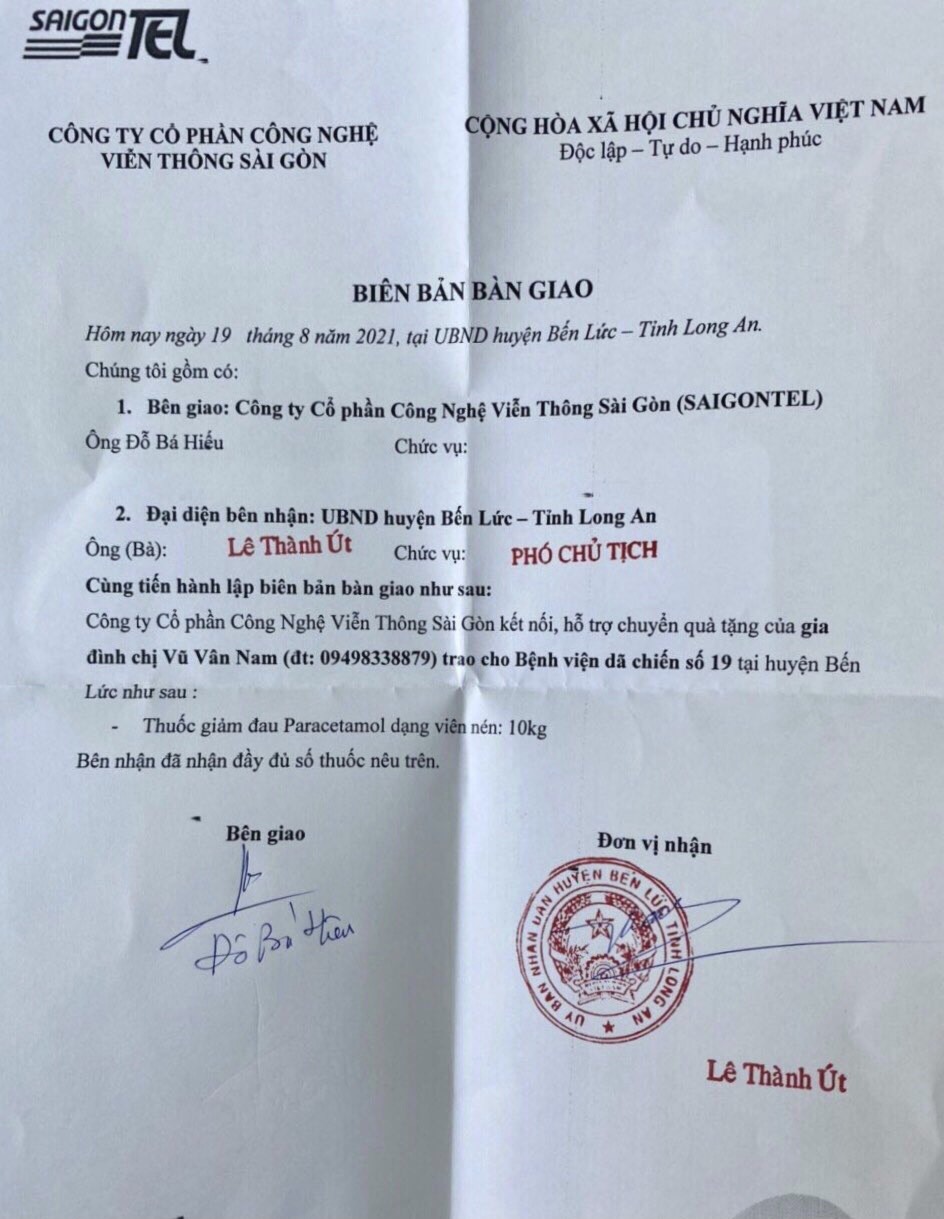 SAIGON TEL
CÔNG TY CỔ PHẦN CÔNG NGHỆ
VIỄN THÔNG SÀI GÒN
CỘNG HÒA XÃ HỘI CHỦ NGHĨA VIỆT NAM
Độc lập – Tự do – Hạnh phúc
BIÊN BẢN BÀN GIAO
Hôm nay ngày 19 tháng 8 năm 2021, tại UBND huyện Bến Lức – Tỉnh Long An.
Chúng tôi gồm có:
1. Bên giao: Công ty Cổ phần Công Nghệ Viễn Thông Sài Gòn (SAIGONTEL)
Ông Đỗ Bá Hiếu Chức vụ:
2. Đại diện bên nhận: UBND huyện Bến Lức – Tỉnh Long An
Ông (Bà): Lê Thành Út Chức vụ: PHÓ CHỦ TỊCH
Cùng tiến hành lập biên bản bàn giao như sau:
Công ty Cổ phần Công Nghệ Viễn Thông Sài Gòn kết nối, hỗ trợ chuyển quà tặng của gia
đình chị Vũ Vân Nam (đt: 09498338879) trao cho Bệnh viện dã chiến số 19 tại huyện Bến
Lức như sau :
- Thuốc giảm đau Paracetamol dạng viên nén: 10kg
Bên nhận đã nhận đầy đủ số thuốc nêu trên.
Bên giao
Đơn vị nhận
Đỗ Bá Hiếu
ỦY BAN NHÂN DÂN HUYỆN BẾN LỨC TỈNH LONG AN
Lê Thành Út